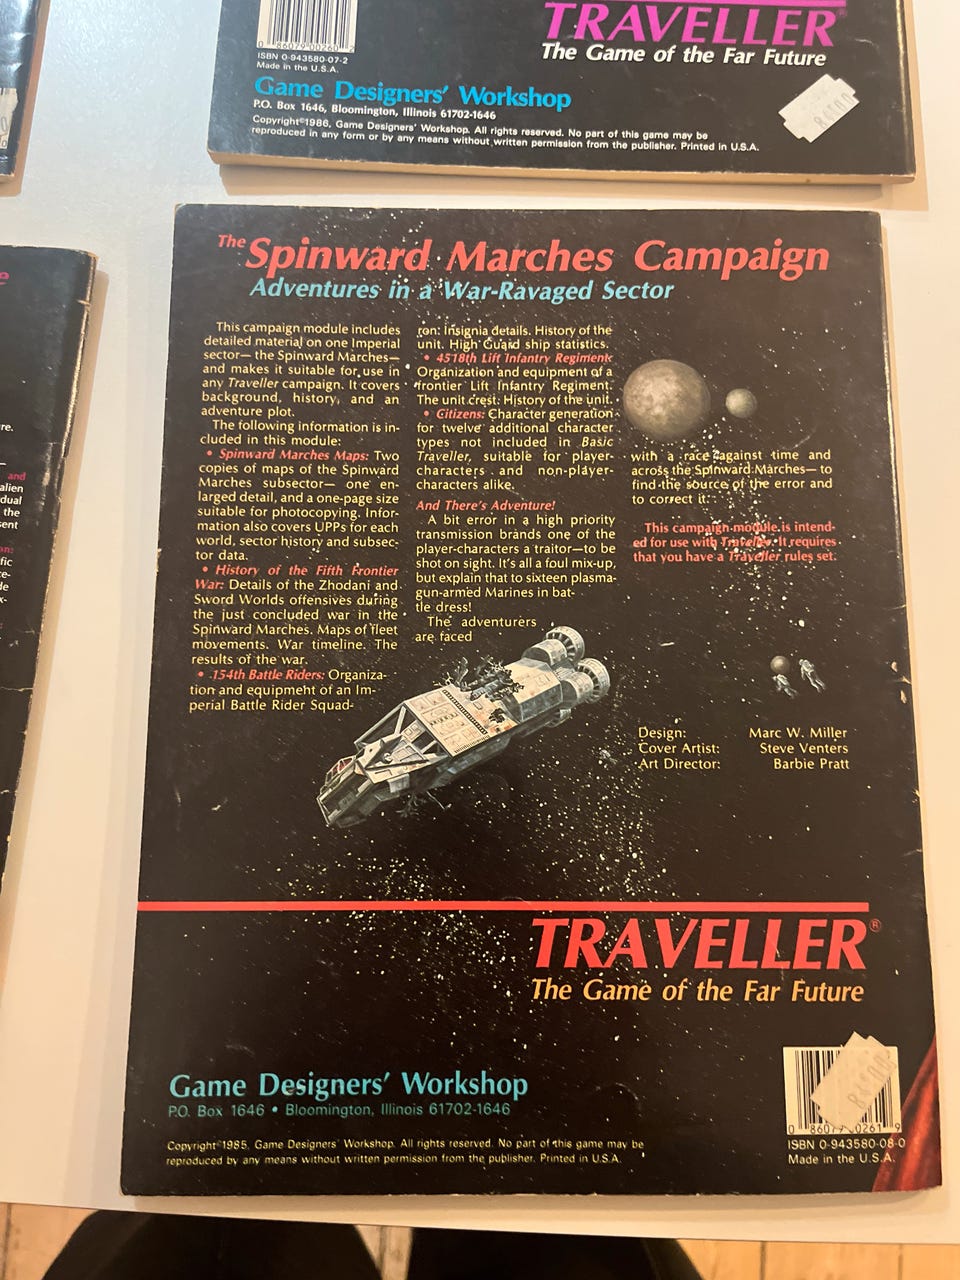 TRAVELLER®
The Game of the Far Future
0 86079 00260 2
ISBN 0-943580-07-2
Made in the U.S.A.
Game Designers' Workshop
P.O. Box 1646, Bloomington, Illinois 61702-1646
Copyright©1986, Game Designers' Workshop. All rights reserved. No part of this game may be
reproduced in any form or by any means without written permission from the publisher. Printed in U.S.A.
e
re.
and
alien
dual
the
sent
on:
fic
ce-
de
x-
The Spinward Marches Campaign
Adventures in a War-Ravaged Sector
This campaign module includes
detailed material on one Imperial
sector— the Spinward Marches—
and makes it suitable for use in
any Traveller campaign. It covers
background, history, and an
adventure plot.
The following information is in-
cluded in this module:
• Spinward Marches Maps: Two
copies of maps of the Spinward
Marches subsector— one en-
larged detail, and a one-page size
suitable for photocopying. Infor-
mation also covers UPPs for each
world, sector history and subsec-
tor data.
• History of the Fifth Frontier
War: Details of the Zhodani and
Sword Worlds offensives during
the just concluded war in the
Spinward Marches. Maps of fleet
movements. War timeline. The
results of the war.
• 154th Battle Riders: Organiza-
tion and equipment of an Im-
perial Battle Rider Squad-
ron: Insignia details. History of the
unit. High Guard ship statistics.
• 4518th Lift Infantry Regiment:
Organization and equipment of a
frontier Lift Infantry Regiment.
The unit crest: History of the unit.
• Citizens: Character generation
for twelve additional character
types not included in Basic
Traveller, suitable for player-
characters and non-player-
characters alike.
And There's Adventure!
A bit error in a high priority
transmission brands one of the
player-characters a traitor—to be
shot on sight. It's all a foul mix-up,
but explain that to sixteen plasma-
gun-armed Marines in bat-
tle dress!
The adventurers
are faced
with a race against time and
across the Spinward Marches— to
find the source of the error and
to correct it.
This campaign module is intend-
ed for use with Traveller. It requires
that you have a Traveller rules set.
Design: Marc W. Miller
Cover Artist: Steve Venters
Art Director: Barbie Pratt
TRAVELLER®
The Game of the Far Future
Game Designers' Workshop
P.O. Box 1646 • Bloomington, Illinois 61702-1646
Copyright©1985, Game Designers' Workshop. All rights reserved. No part of this game may be
reproduced by any means without written permission from the publisher. Printed in U.S.A.
ISBN 0-943580-08-0
Made in the U.S.A.